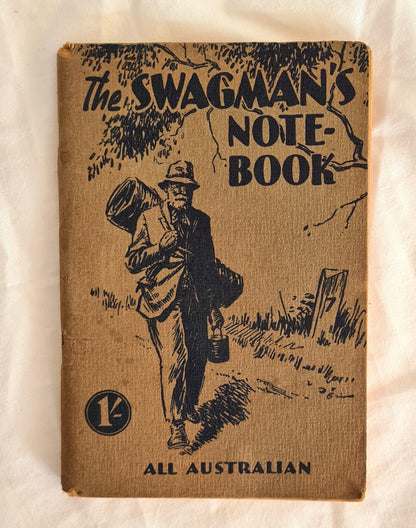 The SWAGMAN'S
NOTE-
BOOK
1/-
ALL AUSTRALIAN